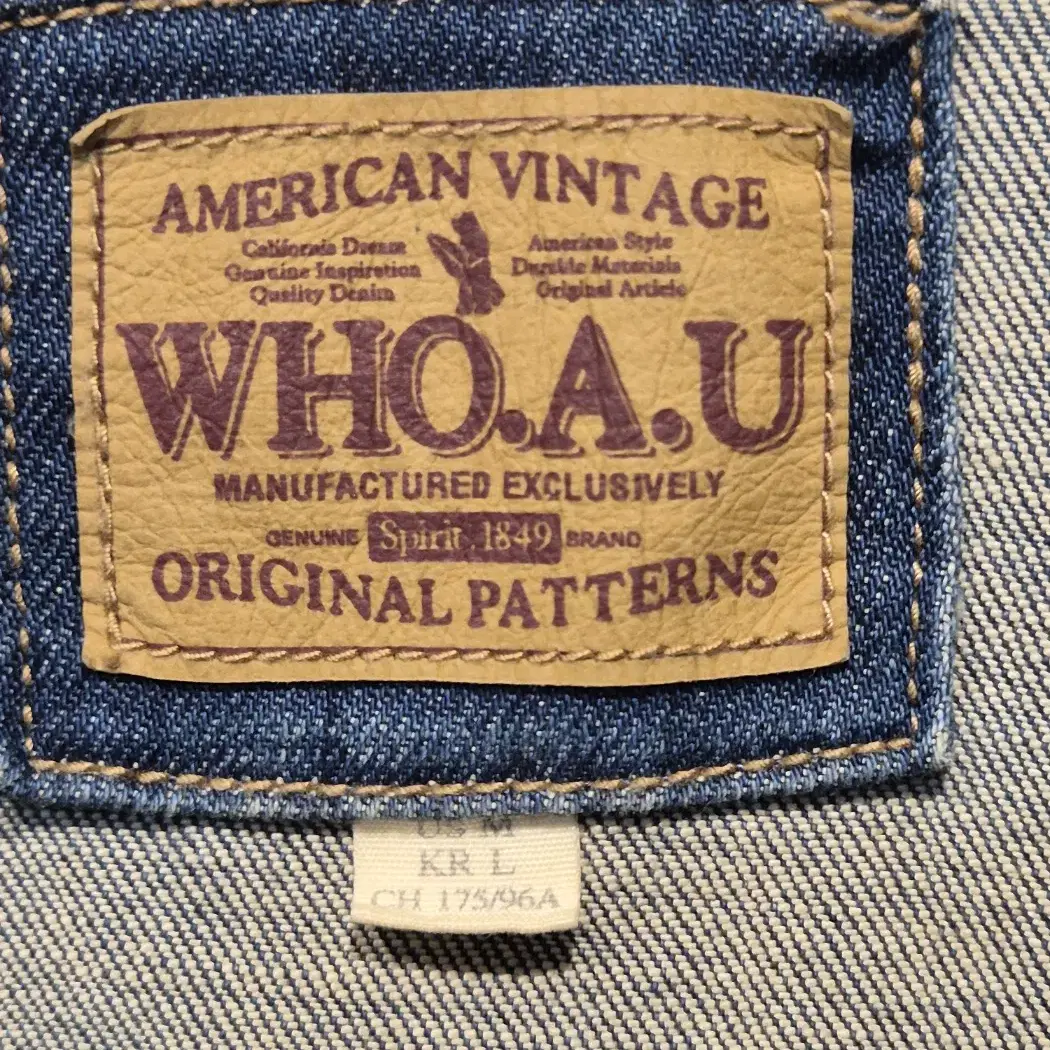 AMERICAN VINTAGE
California Dream
Genuine Inspiration
Quality Denim
American Style
Durable Materials
Original Article
WHO.A.U
MANUFACTURED EXCLUSIVELY
GENUINE Spirit 1849 BRAND
ORIGINAL PATTERNS
US M
KR L
CH 175/96A